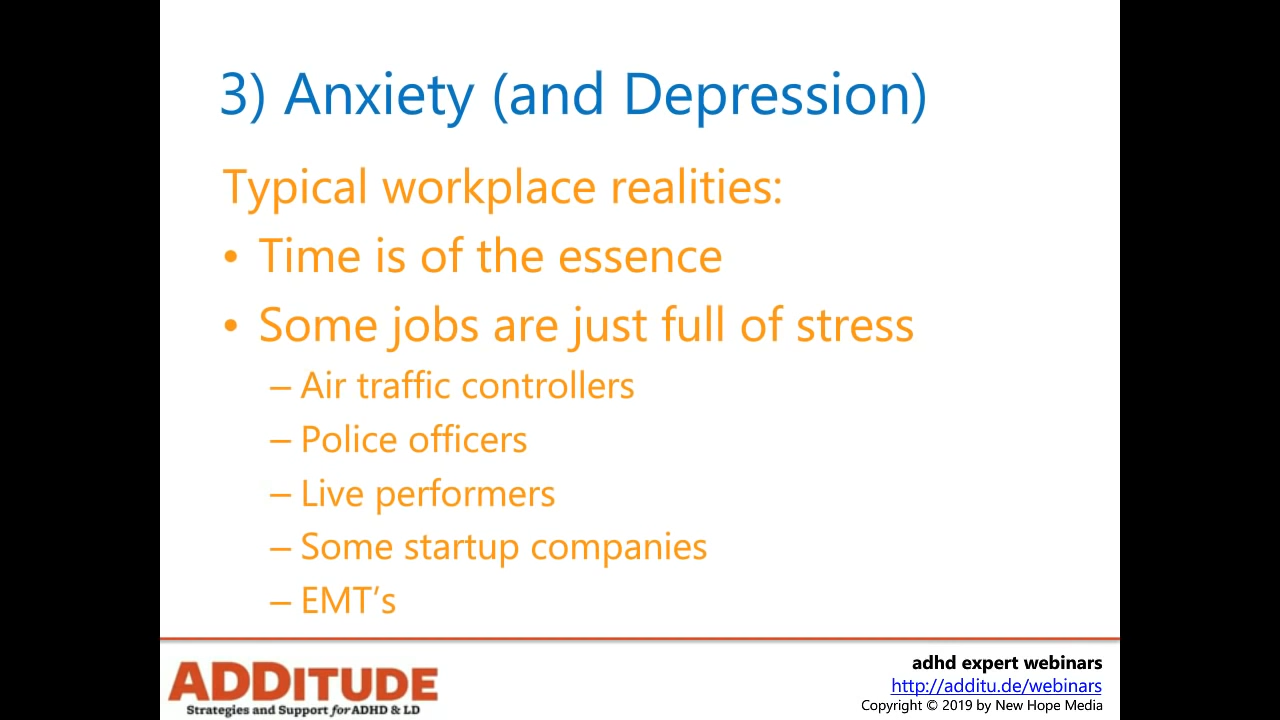 3) Anxiety (and Depression)
Typical workplace realities:
• Time is of the essence
• Some jobs are just full of stress
– Air traffic controllers
– Police officers
– Live performers
– Some startup companies
– EMT’s
ADDITUDE
Strategies and Support for ADHD & LD
adhd expert webinars
http://additu.de/webinars
Copyright © 2019 by New Hope Media